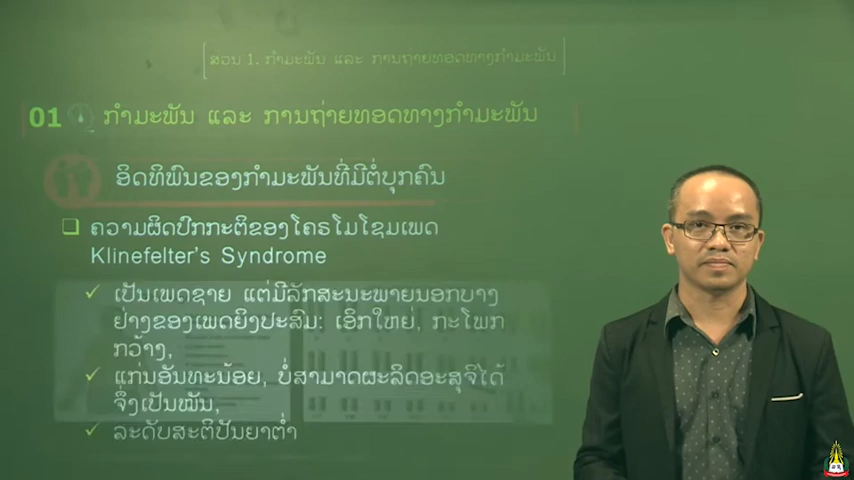 ສ່ວນ 1. ກຳມະພັນ ແລະ ການຖ່າຍທອດທາງກຳມະພັນ
01 ກຳມະພັນ ແລະ ການຖ່າຍທອດທາງກຳມະພັນ
ອິດທິພົນຂອງກຳມະພັນທີ່ມີຕໍ່ບຸກຄົນ
ຄວາມຜິດປົກກະຕິຂອງໂຄຣໂມໂຊມເພດ
Klinefelter's Syndrome
ເປັນເພດຊາຍ ແຕ່ມີລັກສະນະພາຍນອກບາງ
ຢ່າງຂອງເພດຍິງປະສົມ: ເອິກໃຫຍ່, ກະໂພກ
ກວ້າງ,
ແກ່ນອັນທະນ້ອຍ, ບໍ່ສາມາດຜະລິດອະສຸຈິໄດ້
ຈຶ່ງເປັນໝັນ,
ລະດັບສະຕິປັນຍາຕ່ຳ